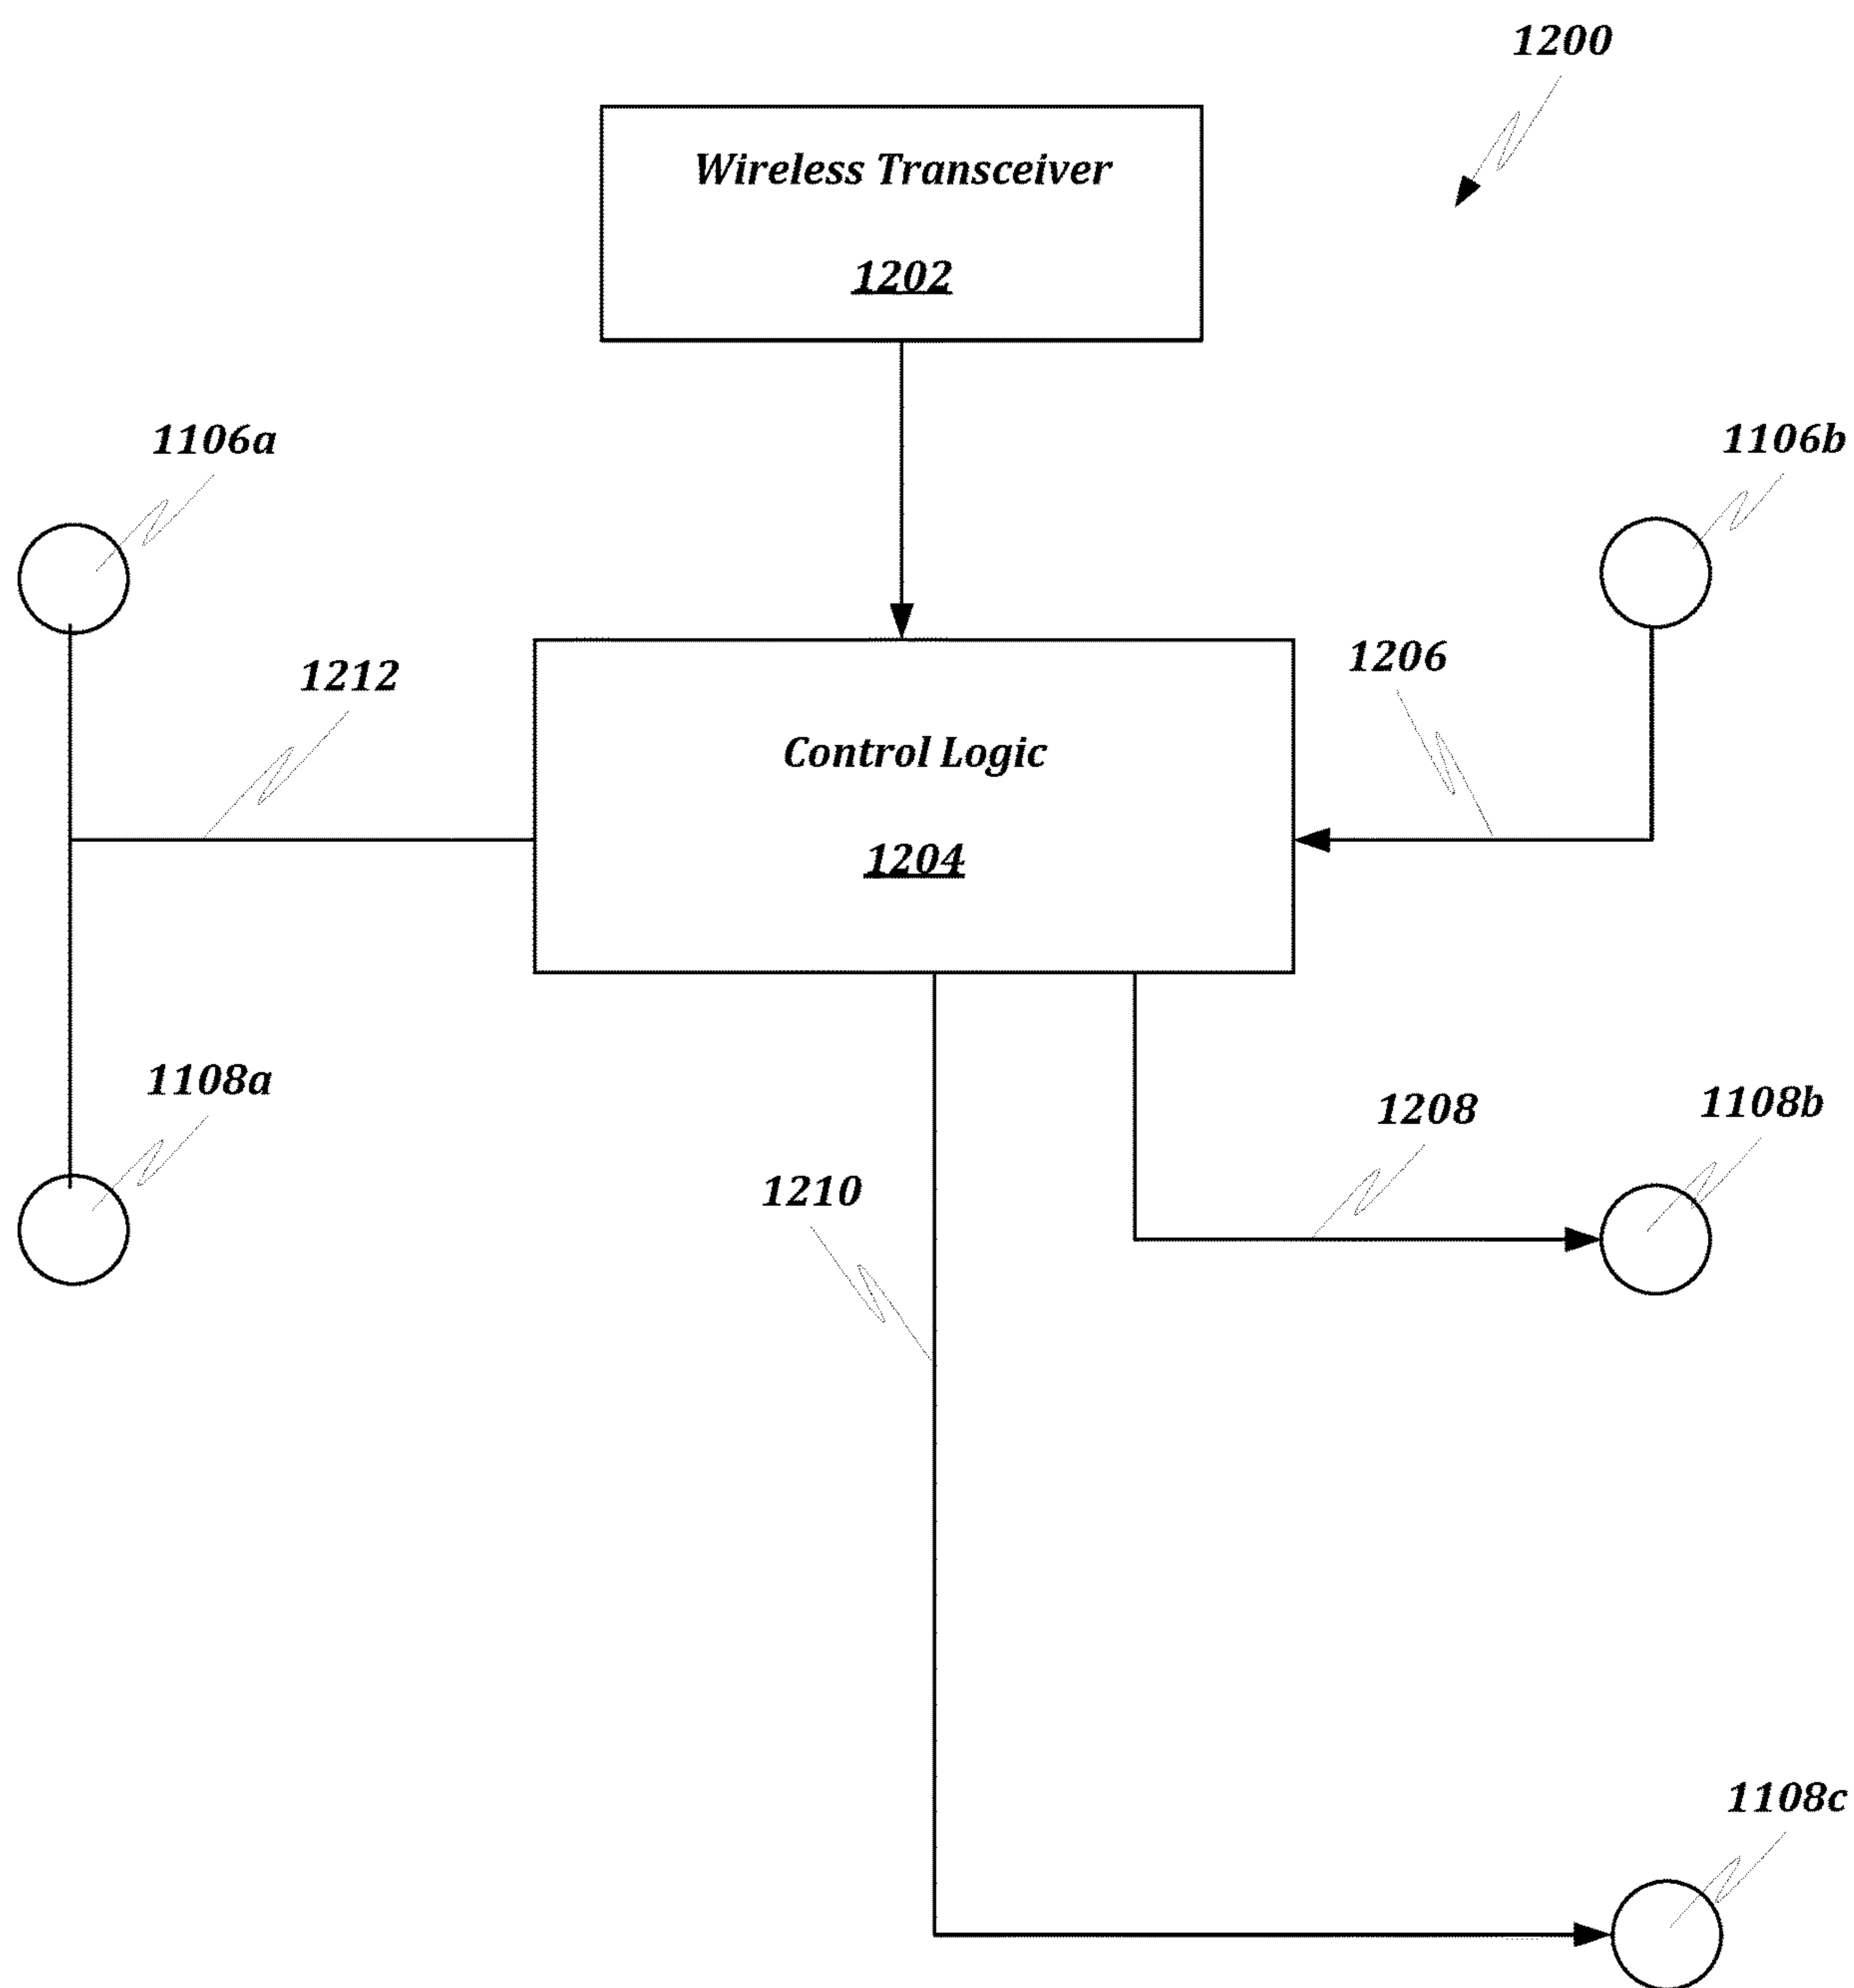 1200
Wireless Transceiver
1202
1106a
1106b
1212
1206
Control Logic
1204
1108a
1208
1108b
1210
1108c